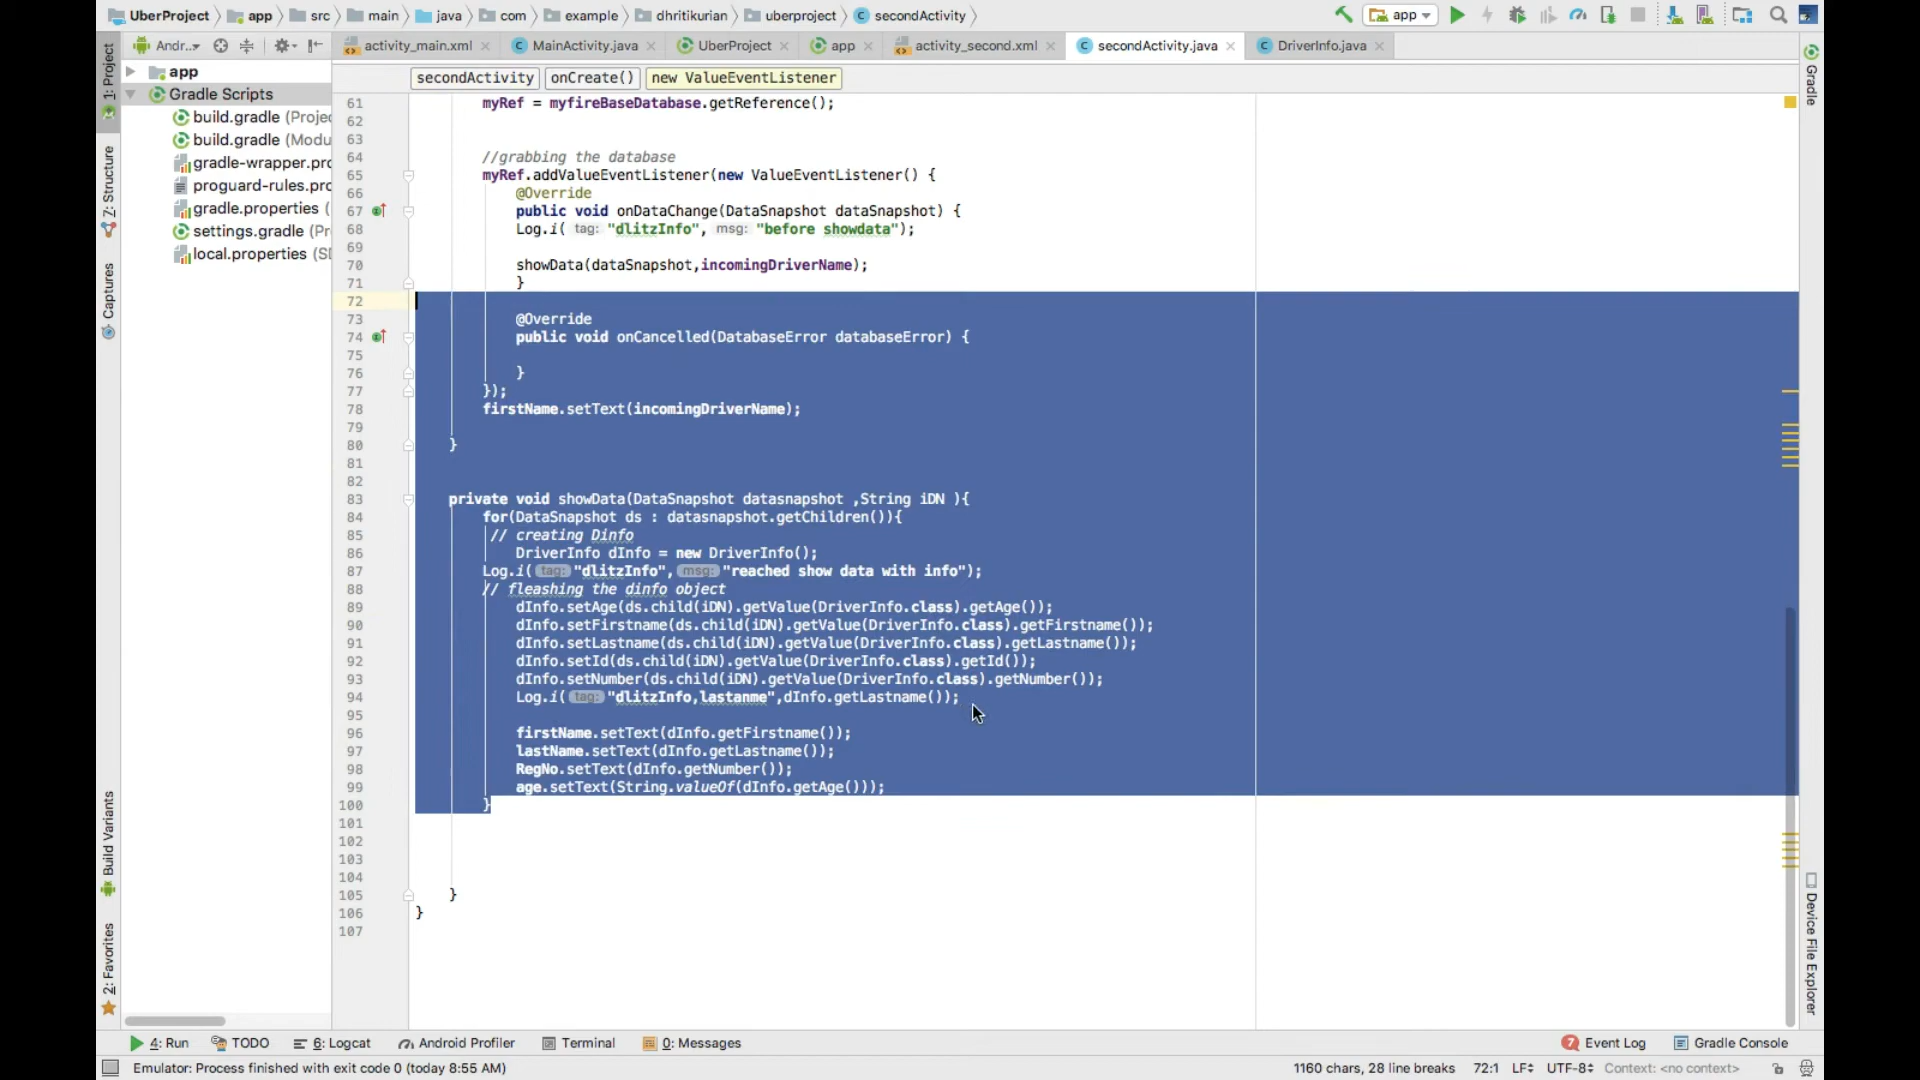 UberProject app src main java com example dhritikurian uberproject secondActivity app
1: Project
Andr.. activity_main.xml MainActivity.java UberProject app activity_second.xml secondActivity.java DriverInfo.java
Gradle
app
Gradle Scripts
build.gradle (Projec
build.gradle (Modu
gradle-wrapper.pro
proguard-rules.pro
gradle.properties (
settings.gradle (Pr
local.properties (SD
7: Structure
Captures
Build Variants
2: Favorites
secondActivity onCreate() new ValueEventListener
61 myRef = myfireBaseDatabase.getReference();
62
63
64 //grabbing the database
65 myRef.addValueEventListener(new ValueEventListener() {
66 @Override
67 public void onDataChange(DataSnapshot dataSnapshot) {
68 Log.i( tag: "dlitzInfo", msg: "before showdata");
69
70 showData(dataSnapshot,incomingDriverName);
71 }
72
73 @Override
74 public void onCancelled(DatabaseError databaseError) {
75
76 }
77 });
78 firstName.setText(incomingDriverName);
79
80 }
81
82
83 private void showData(DataSnapshot datasnapshot ,String iDN ){
84 for(DataSnapshot ds : datasnapshot.getChildren()){
85 // creating Dinfo
86 DriverInfo dInfo = new DriverInfo();
87 Log.i( tag: "dlitzInfo", msg: "reached show data with info");
88 // fleashing the dinfo object
89 dInfo.setAge(ds.child(iDN).getValue(DriverInfo.class).getAge());
90 dInfo.setFirstname(ds.child(iDN).getValue(DriverInfo.class).getFirstname());
91 dInfo.setLastname(ds.child(iDN).getValue(DriverInfo.class).getLastname());
92 dInfo.setId(ds.child(iDN).getValue(DriverInfo.class).getId());
93 dInfo.setNumber(ds.child(iDN).getValue(DriverInfo.class).getNumber());
94 Log.i( tag: "dlitzInfo,lastanme",dInfo.getLastname());
95
96 firstName.setText(dInfo.getFirstname());
97 lastName.setText(dInfo.getLastname());
98 RegNo.setText(dInfo.getNumber());
99 age.setText(String.valueOf(dInfo.getAge()));
100 }
101
102
103
104
105 }
106 }
107
Device File Explorer
4: Run TODO 6: Logcat Android Profiler Terminal 0: Messages 7 Event Log Gradle Console
Emulator: Process finished with exit code 0 (today 8:55 AM) 1160 chars, 28 line breaks 72:1 LF UTF-8 Context: <no context>